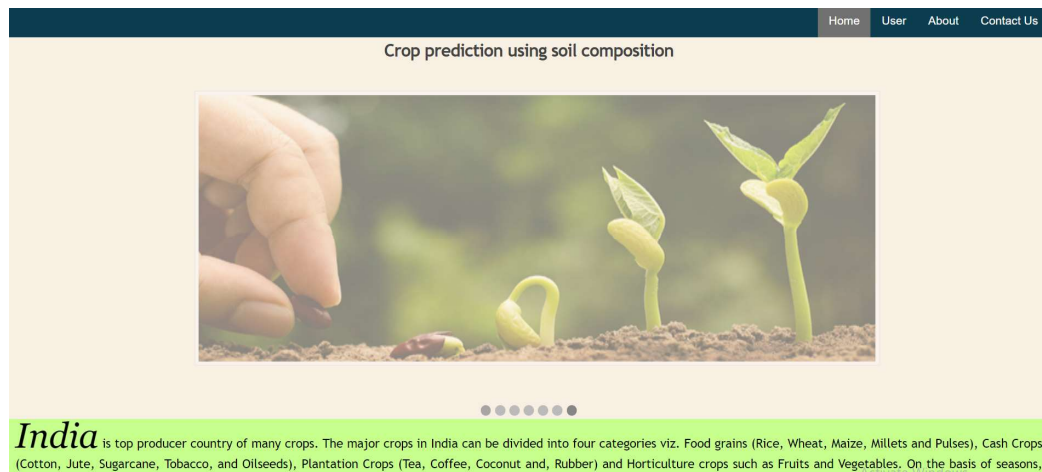 Home User About Contact Us
Crop prediction using soil composition
India is top producer country of many crops. The major crops in India can be divided into four categories viz. Food grains (Rice, Wheat, Maize, Millets and Pulses), Cash Crops
(Cotton, Jute, Sugarcane, Tobacco, and Oilseeds), Plantation Crops (Tea, Coffee, Coconut and, Rubber) and Horticulture crops such as Fruits and Vegetables. On the basis of seasons,